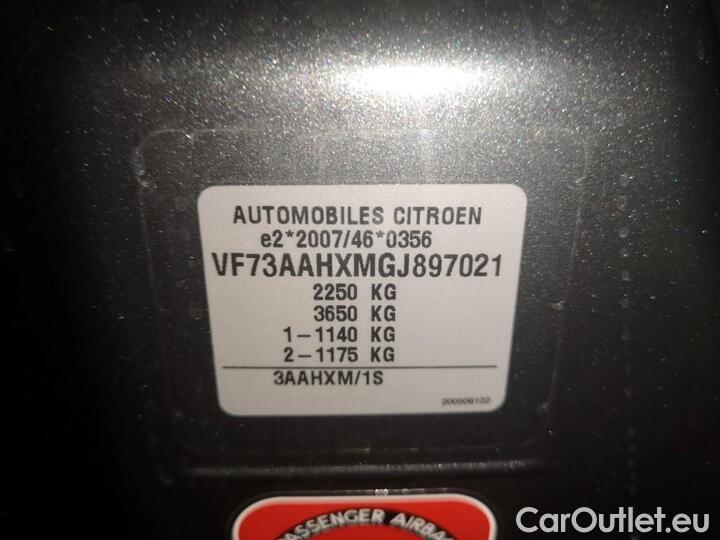 AUTOMOBILES CITROEN
e2*2007/46*0356
VF73AAHXMGJ897021
2250 KG
3650 KG
1-1140 KG
2-1175 KG
3AAHXM/1S
200506122
PASSENGER AIRBAG
CarOutlet.eu